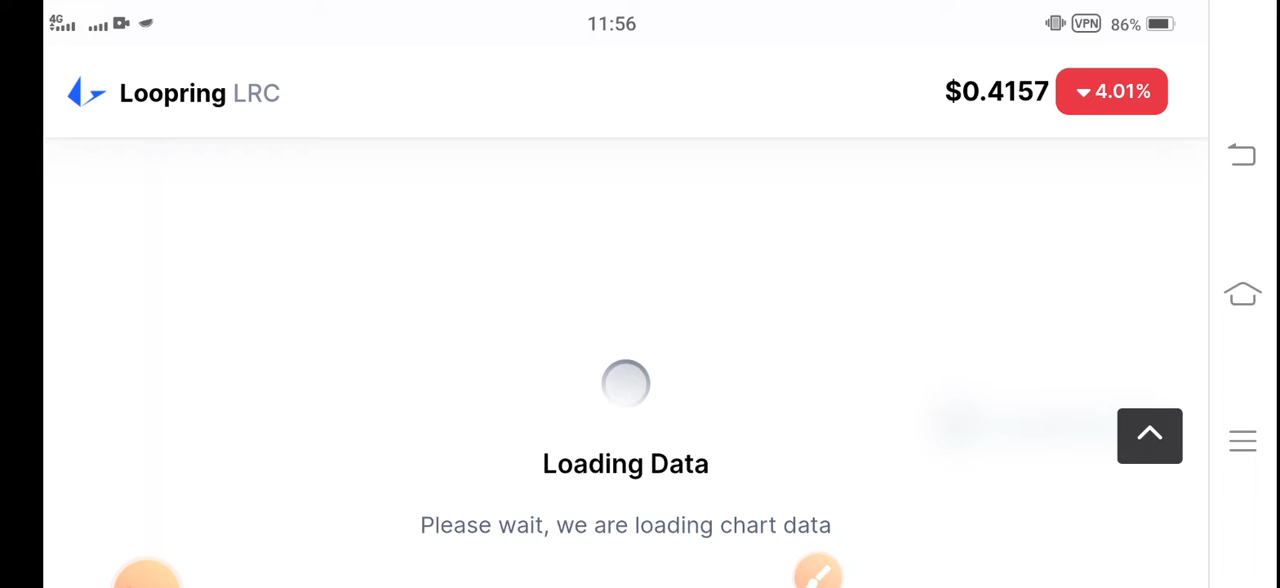 4G
11:56
VPN
86%
Loopring LRC
$0.4157
4.01%
Loading Data
Please wait, we are loading chart data